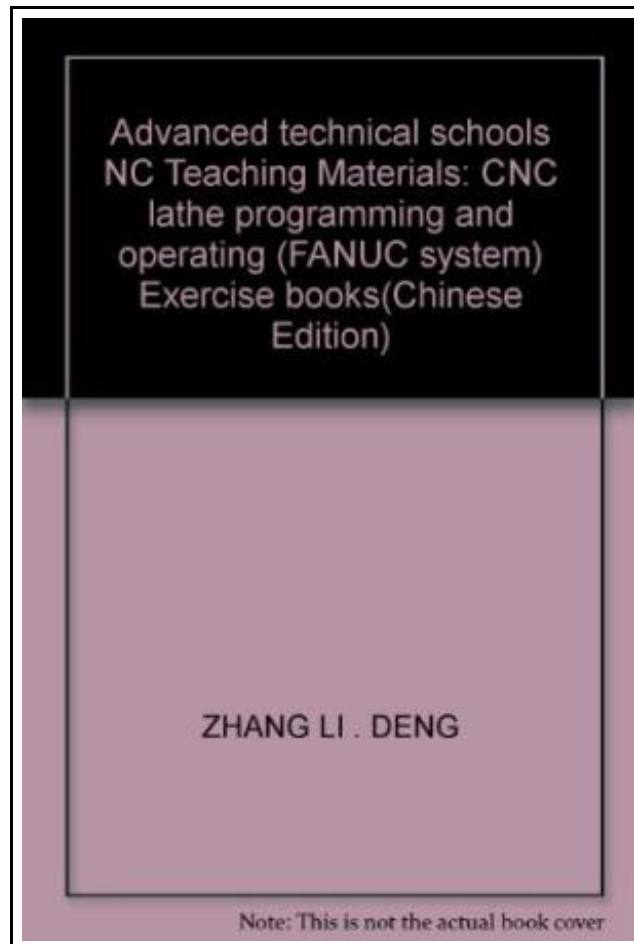 Advanced technical schools
NC Teaching Materials: CNC
lathe programming and
operating (FANUC system)
Exercise books(Chinese
Edition)
ZHANG LI . DENG
Note: This is not the actual book cover